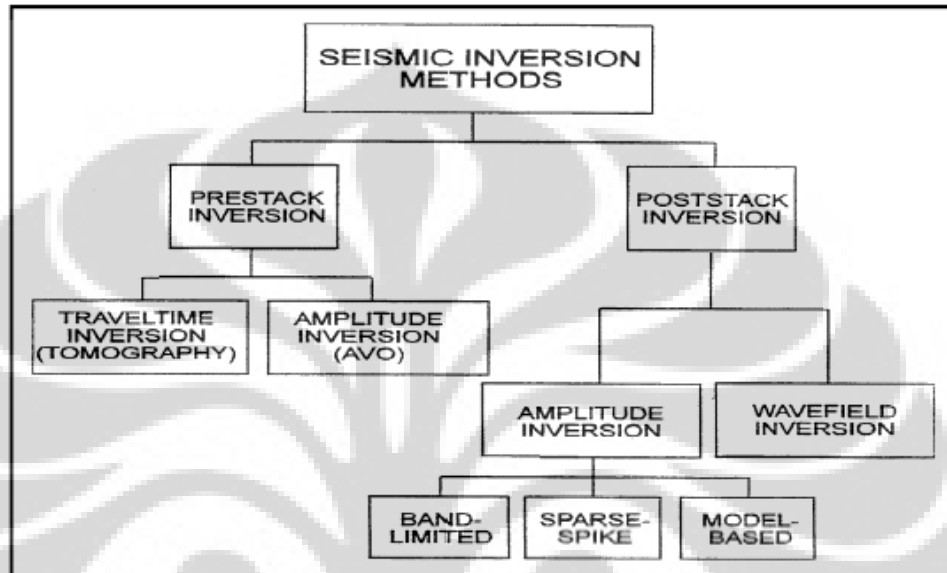 SEISMIC INVERSION
METHODS
PRESTACK
INVERSION
POSTSTACK
INVERSION
TRAVELTIME
INVERSION
(TOMOGRAPHY)
AMPLITUDE
INVERSION
(AVO)
AMPLITUDE
INVERSION
WAVEFIELD
INVERSION
BAND-
LIMITED
SPARSE-
SPIKE
MODEL-
BASED